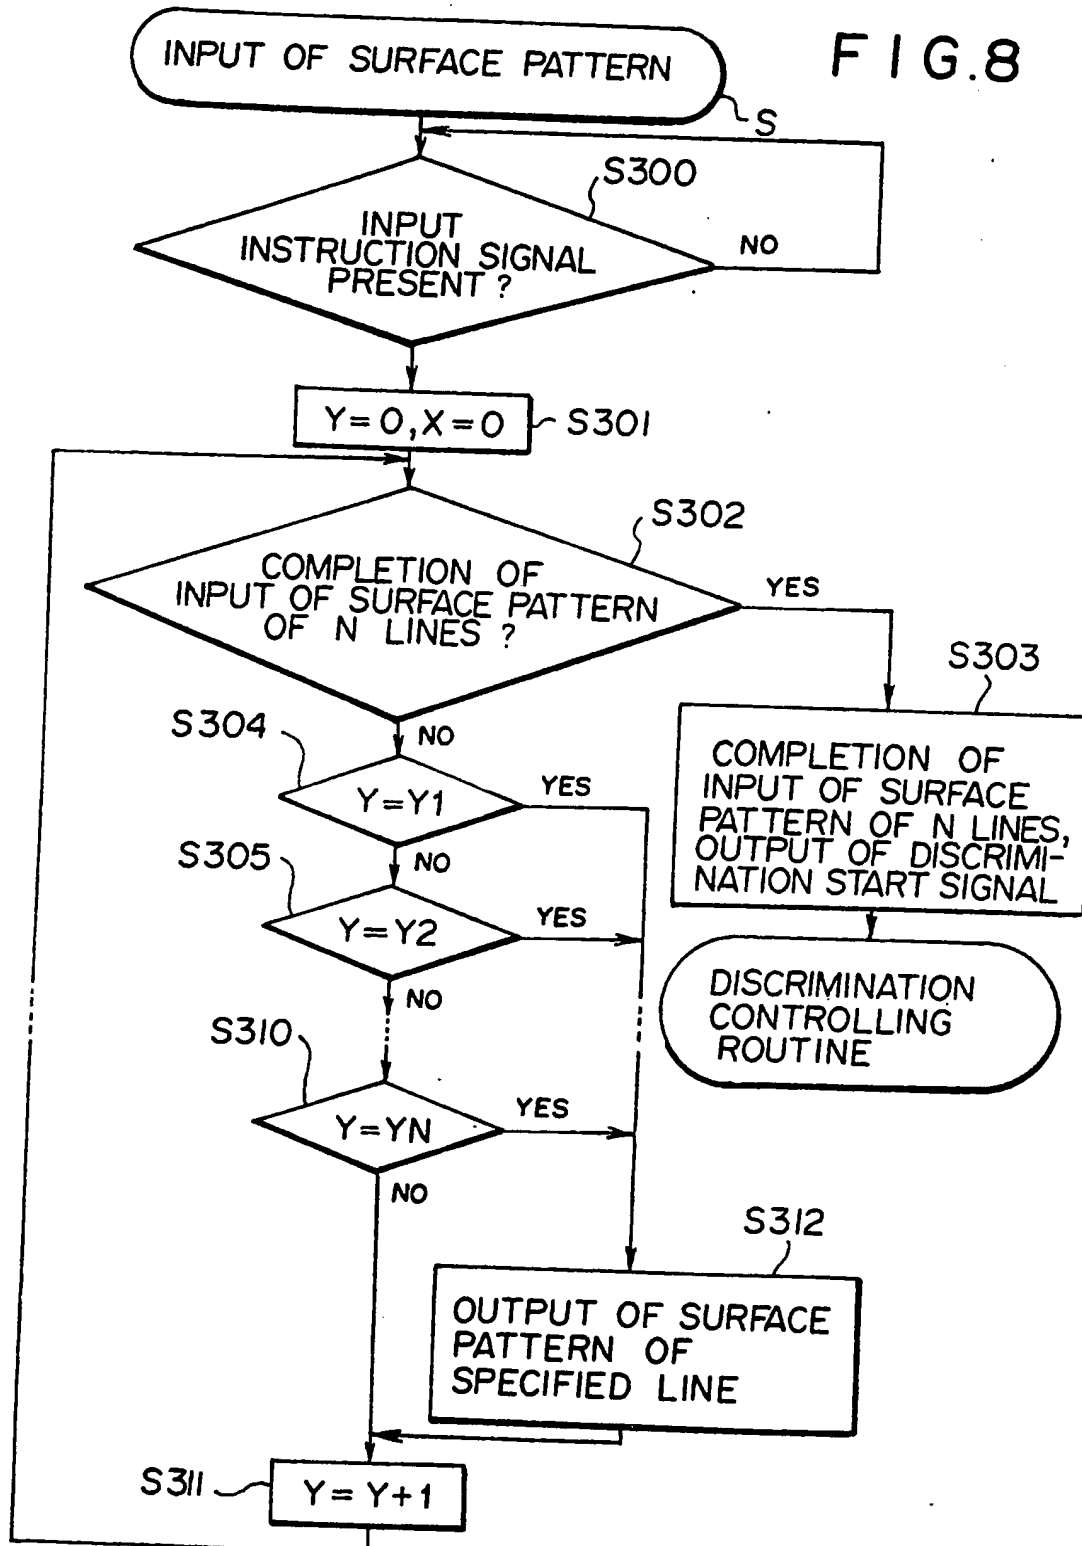 FIG.8
INPUT OF SURFACE PATTERN
S
S300
INPUT
INSTRUCTION SIGNAL
PRESENT ?
NO
Y=0,X=0
S301
S302
COMPLETION OF
INPUT OF SURFACE PATTERN
OF N LINES ?
YES
S303
COMPLETION OF
INPUT OF SURFACE
PATTERN OF N LINES,
OUTPUT OF DISCRIMI-
NATION START SIGNAL
NO
S304
Y=Y1
YES
NO
S305
Y=Y2
YES
NO
DISCRIMINATION
CONTROLLING
ROUTINE
S310
Y=YN
YES
NO
S312
OUTPUT OF SURFACE
PATTERN OF
SPECIFIED LINE
S311
Y=Y+1